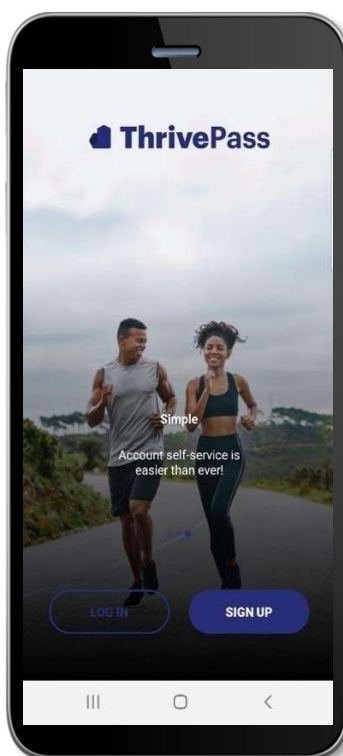 ThrivePass
Simple
Account self-service is
easier than ever!
LOG IN
SIGN UP